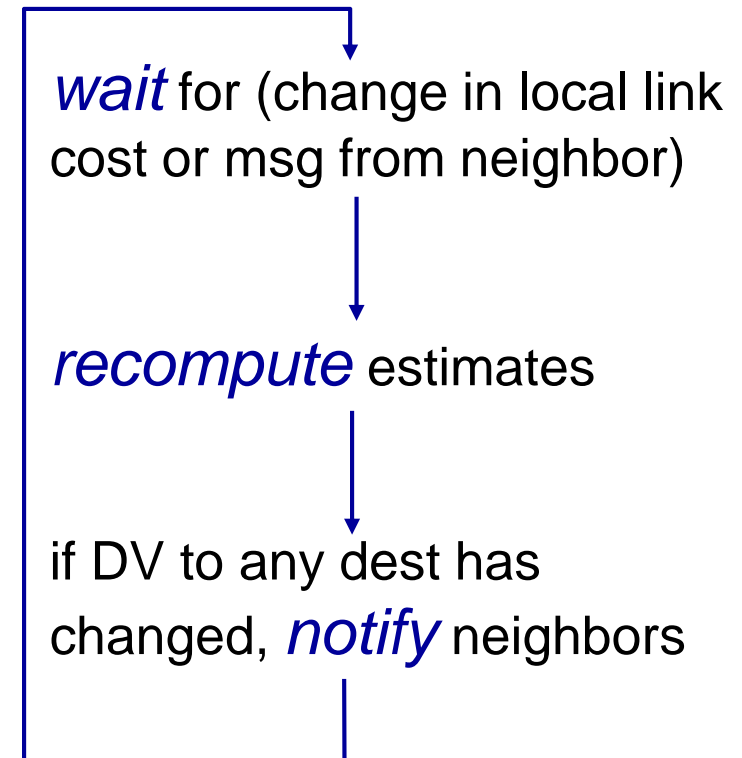 wait for (change in local link
cost or msg from neighbor)
recompute estimates
if DV to any dest has
changed, notify neighbors